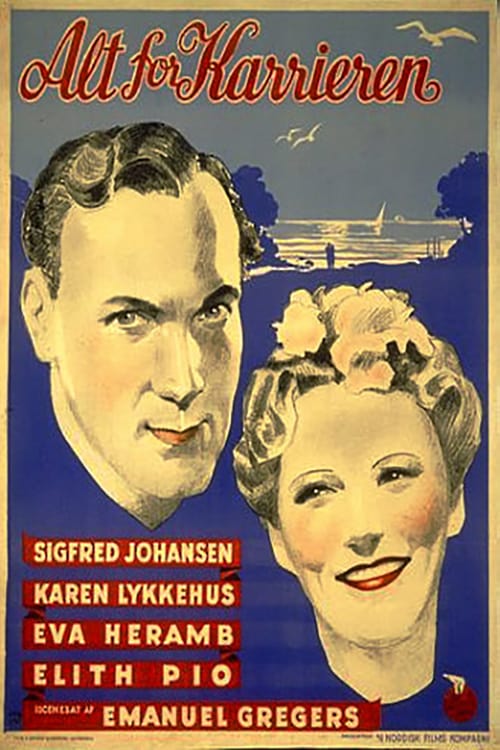 Alt for Karrieren
SIGFRED JOHANSEN
KAREN LYKKEHUS
EVA HERAMB
ELITH PIO
ISCENESAT AF EMANUEL GREGERS
NORDISK FILMS KOMPAGNI